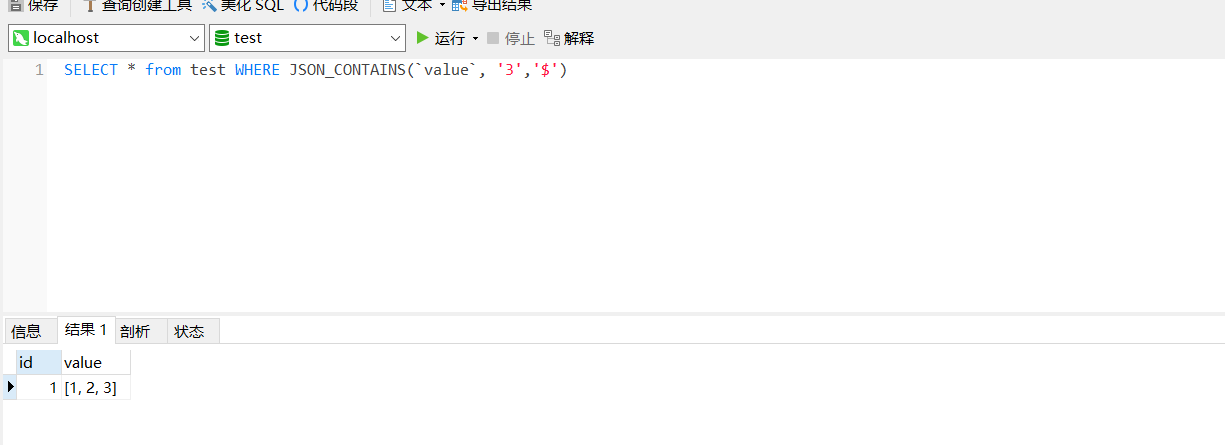 保存 查询创建工具 美化 SQL 代码段 文本 导出结果
localhost test 运行 停止 解释
1 SELECT * from test WHERE JSON_CONTAINS(`value`, '3','$')
信息 结果 1 剖析 状态
id value
1 [1, 2, 3]